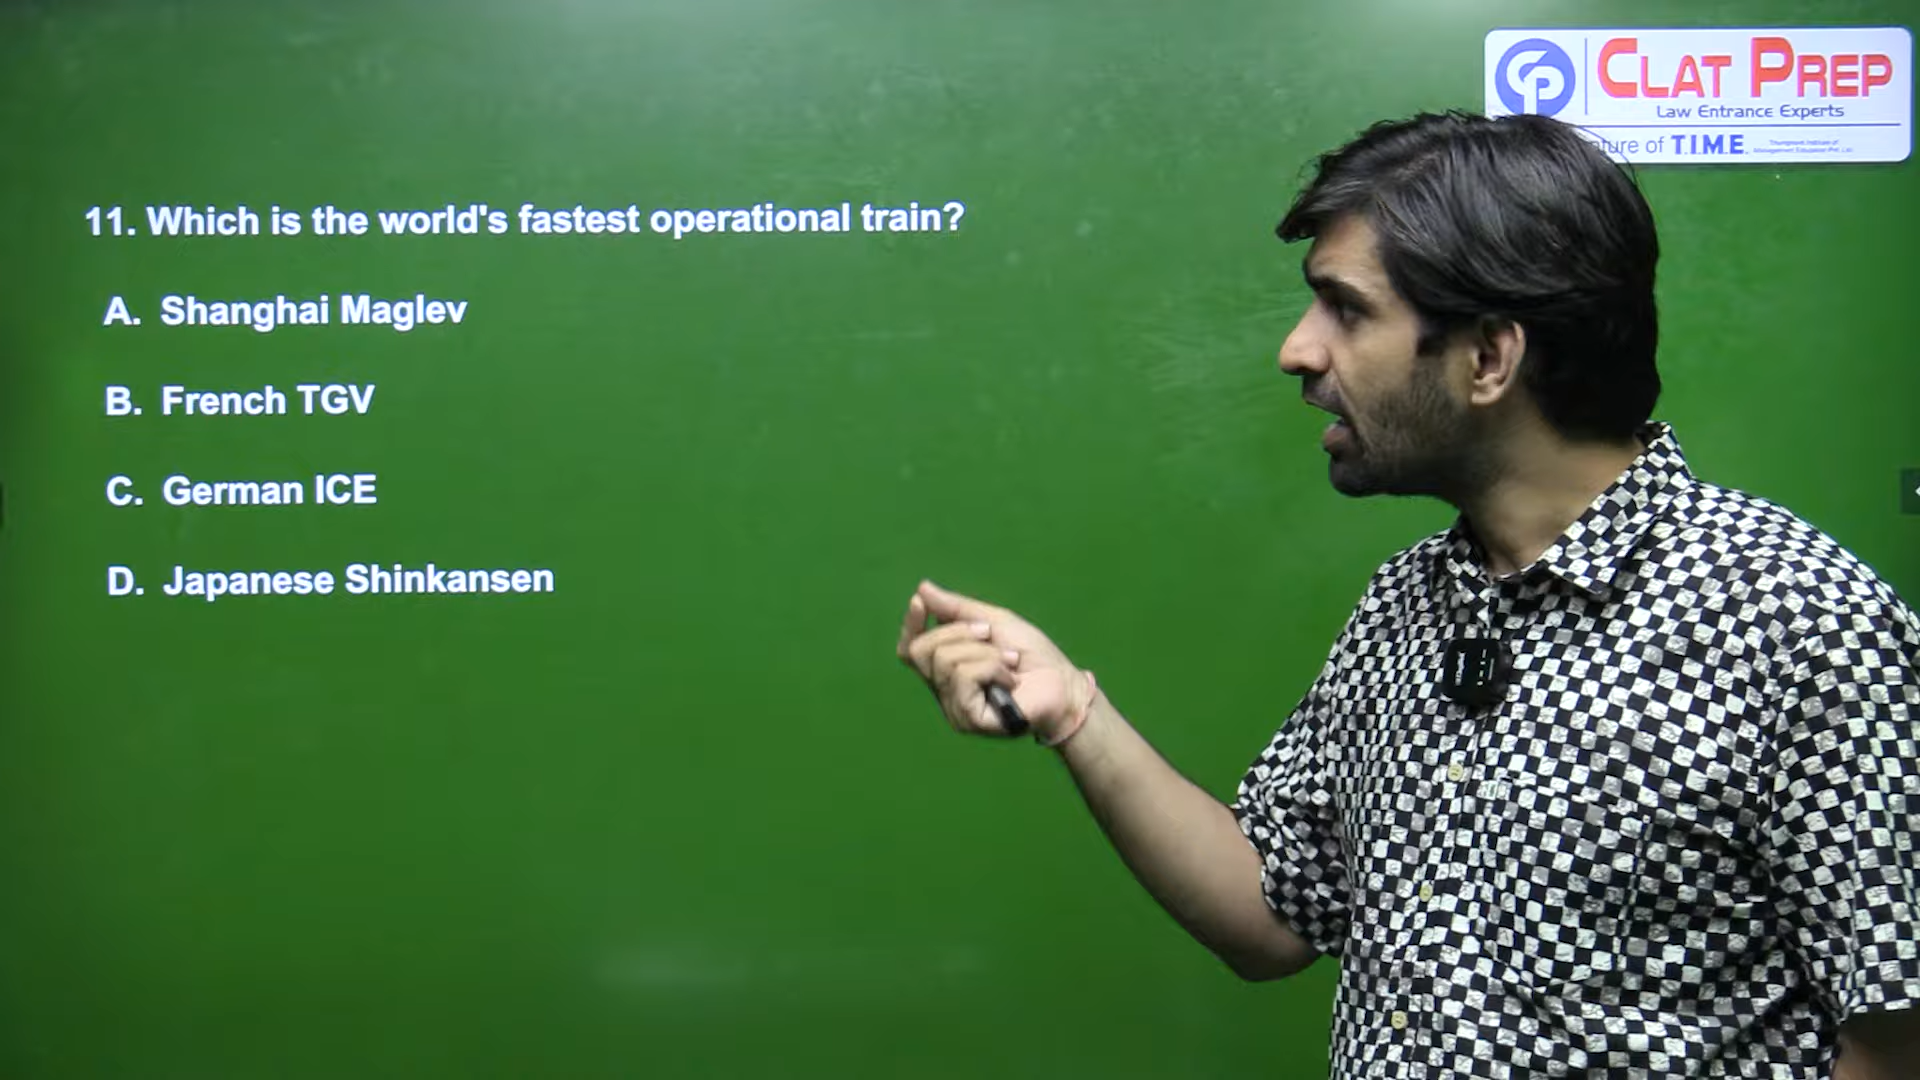 CLAT PREP
Law Entrance Experts
ture of T.I.M.E.
11. Which is the world's fastest operational train?
A. Shanghai Maglev
B. French TGV
C. German ICE
D. Japanese Shinkansen